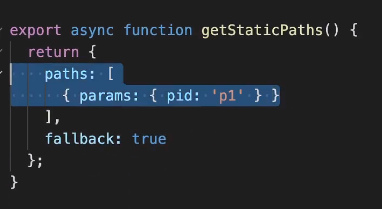 export async function getStaticPaths() {
return {
paths: [
{ params: { pid: 'p1' } }
],
fallback: true
};
}